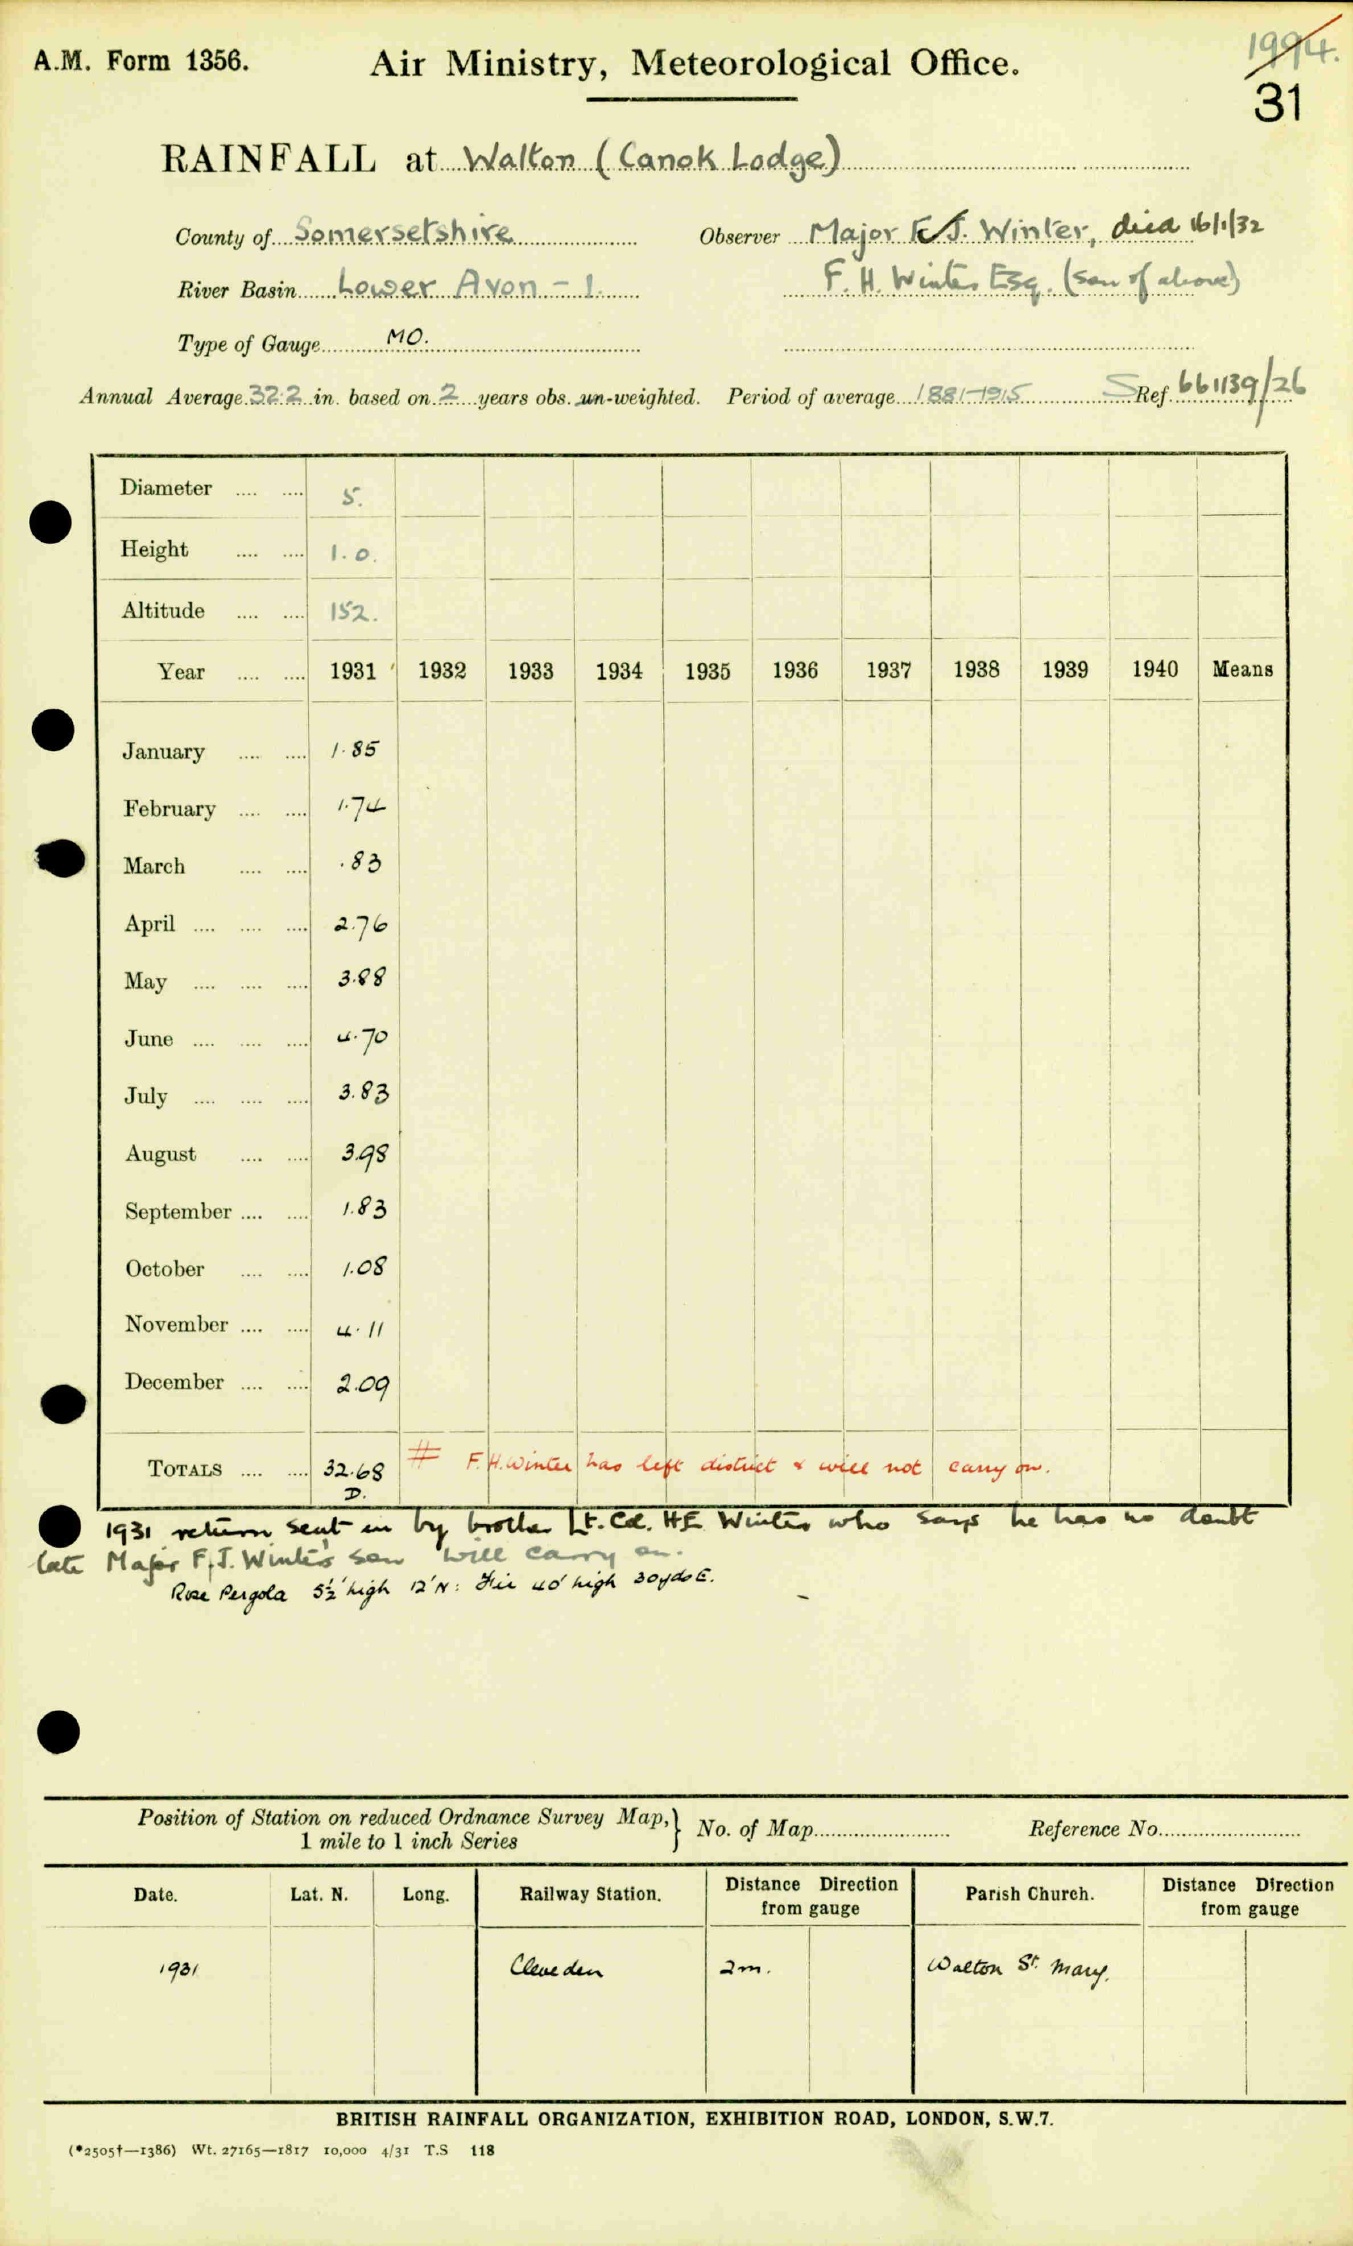 1994.
A.M. Form 1356. Air Ministry, Meteorological Office.
31
RAINFALL at Walton (Canok Lodge)
County of Somersetshire Observer Major F.J. Winter, died 16/1/32
River Basin Lower Avon - 1. F. H. Winter Esq. (son of above)
Type of Gauge MO.
Annual Average 32.2 in. based on 2 years obs. un-weighted. Period of average 1881-1915 S Ref 661139/26
Diameter .... .... 5.
Height .... .... 1.0.
Altitude .... .... 152.
Year .... .... 1931 1932 1933 1934 1935 1936 1937 1938 1939 1940 Means
January .... .... 1.85
February .... .... 1.74
March .... .... .83
April .... .... .... 2.76
May .... .... .... 3.88
June .... .... .... 4.70
July .... .... .... 3.83
August .... .... 3.98
September .... .... 1.83
October .... .... 1.08
November .... .... 4.11
December .... .... 2.09
TOTALS .... .... 32.68 # F.H. Winter has left district & will not carry on.
D.
1931 return sent in by brother Lt. Col. H.E Winter who says he has no doubt
late Major F.J. Winter's son will carry on.
Rose Pergola 5½' high 12' N: Fir 40' high 30yds E.
Position of Station on reduced Ordnance Survey Map, } No. of Map Reference No.
1 mile to 1 inch Series
Date. Lat. N. Long. Railway Station. Distance Direction from gauge Parish Church. Distance Direction from gauge
1931 Clevedon 2m. Walton St. Mary.
BRITISH RAINFALL ORGANIZATION, EXHIBITION ROAD, LONDON, S.W.7.
(*2505†—1386) Wt. 27165—1817 10,000 4/31 T.S 118